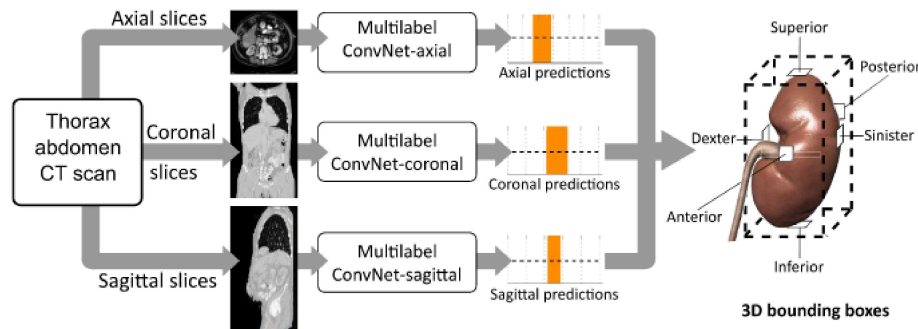 Axial slices
Multilabel
ConvNet-axial
Axial predictions
Thorax
abdomen
CT scan
Coronal
slices
Multilabel
ConvNet-coronal
Coronal predictions
Sagittal slices
Multilabel
ConvNet-sagittal
Sagittal predictions
Superior
Posterior
Dexter
Sinister
Anterior
Inferior
3D bounding boxes